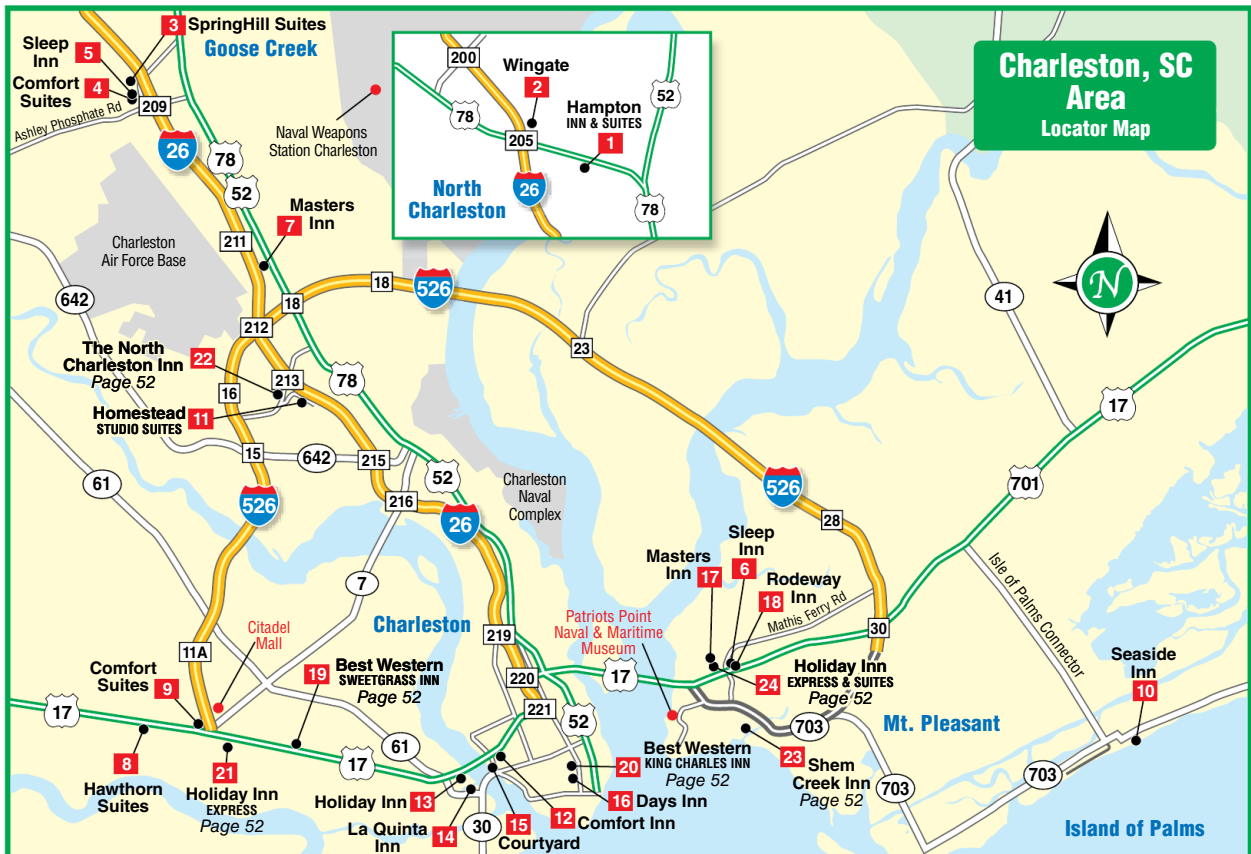 Charleston, SC
Area
Locator Map
3 SpringHill Suites
Goose Creek
Sleep
Inn
5
Comfort
Suites
4
209
Ashley Phosphate Rd
26
78
52
Naval Weapons
Station Charleston
200
Wingate
2
Hampton
INN & SUITES
1
52
78
205
26
North
Charleston
78
N
Masters
Inn
7
211
Charleston
Air Force Base
642
18
18
526
41
212
23
The North
Charleston Inn
Page 52
22
213
78
16
Homestead
STUDIO SUITES
11
17
15
642
215
52
61
526
216
26
Charleston
Naval
Complex
526
701
28
Sleep
Inn
6
Masters
Inn
17
Rodeway
Inn
18
Mathis Ferry Rd
Isle of Palms Connector
7
Charleston
Patriots Point
Naval & Maritime
Museum
219
30
11A
Citadel
Mall
Comfort
Suites
9
19
Best Western
SWEETGRASS INN
Page 52
220
17
24
Holiday Inn
EXPRESS & SUITES
Page 52
Seaside
Inn
10
17
221
52
703
Mt. Pleasant
61
17
8
Hawthorn
Suites
21
Holiday Inn
EXPRESS
Page 52
20
Best Western
KING CHARLES INN
Page 52
23
Shem
Creek Inn
Page 52
703
703
Holiday Inn 13
16 Days Inn
La Quinta
Inn
14
30
15
Courtyard
12
Comfort Inn
Island of Palms